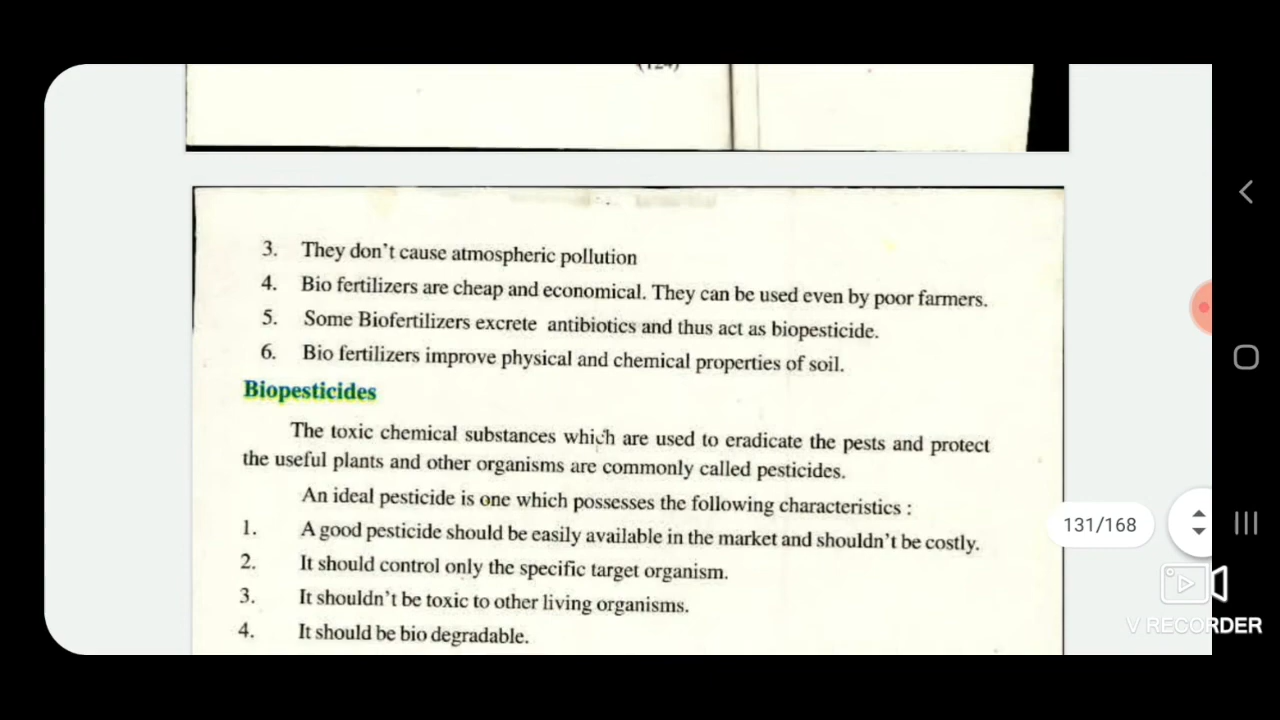 (124)
3. They don't cause atmospheric pollution
4. Bio fertilizers are cheap and economical. They can be used even by poor farmers.
5. Some Biofertilizers excrete antibiotics and thus act as biopesticide.
6. Bio fertilizers improve physical and chemical properties of soil.
Biopesticides
The toxic chemical substances which are used to eradicate the pests and protect
the useful plants and other organisms are commonly called pesticides.
An ideal pesticide is one which possesses the following characteristics :
1. A good pesticide should be easily available in the market and shouldn't be costly.
2. It should control only the specific target organism.
3. It shouldn't be toxic to other living organisms.
4. It should be bio degradable.
131/168
V RECORDER